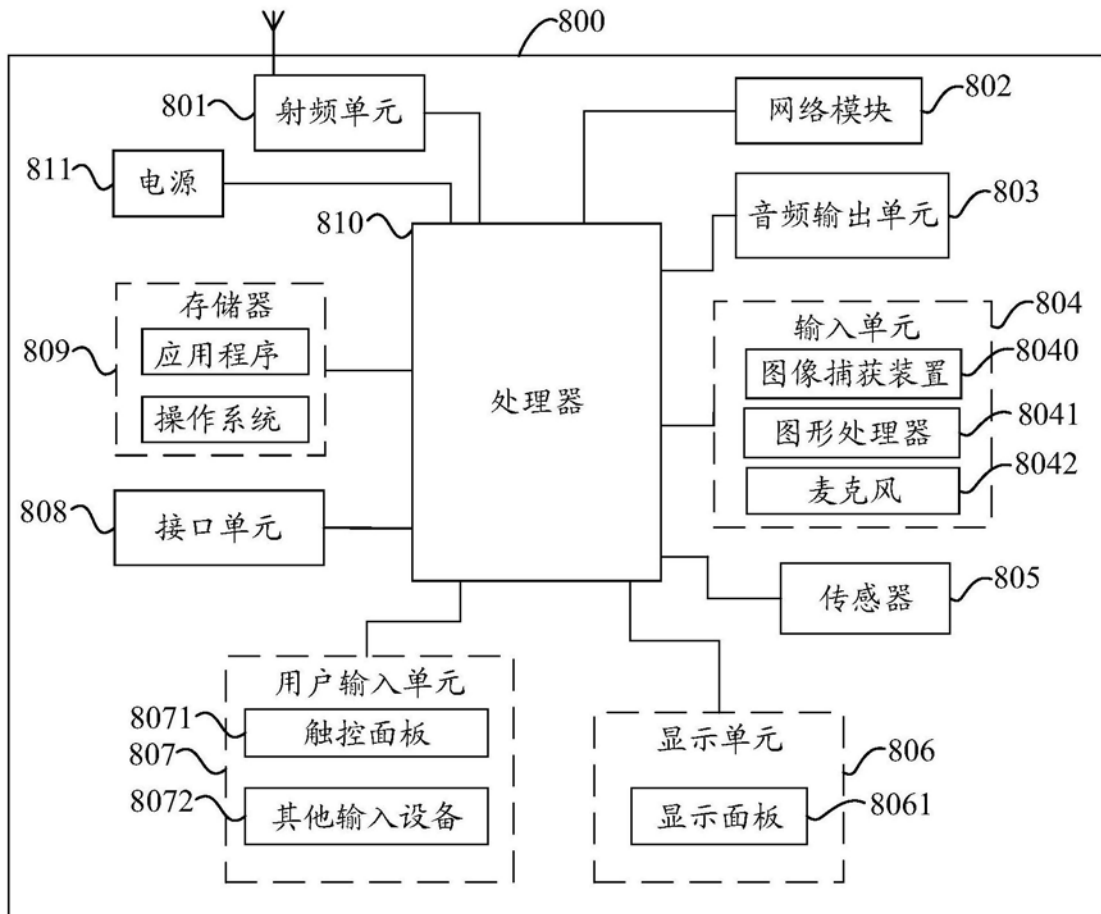 800
801
射频单元
网络模块
802
811
电源
810
音频输出单元
803
存储器
809
应用程序
操作系统
处理器
输入单元
804
图像捕获装置
8040
图形处理器
8041
麦克风
8042
808
接口单元
传感器
805
用户输入单元
8071
触控面板
807
8072
其他输入设备
显示单元
806
显示面板
8061